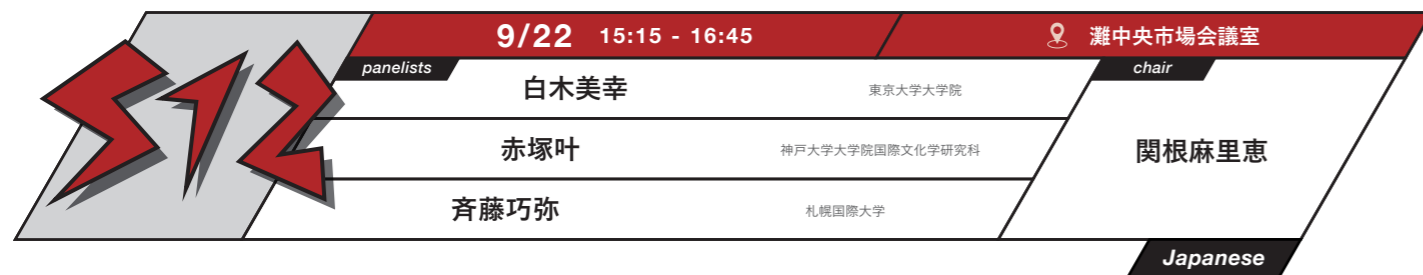 S12
9/22 15:15 - 16:45
灘中央市場会議室
panelists
chair
白木美幸 東京大学大学院
赤塚叶 神戸大学大学院国際文化学研究科
関根麻里恵
斉藤巧弥 札幌国際大学
Japanese